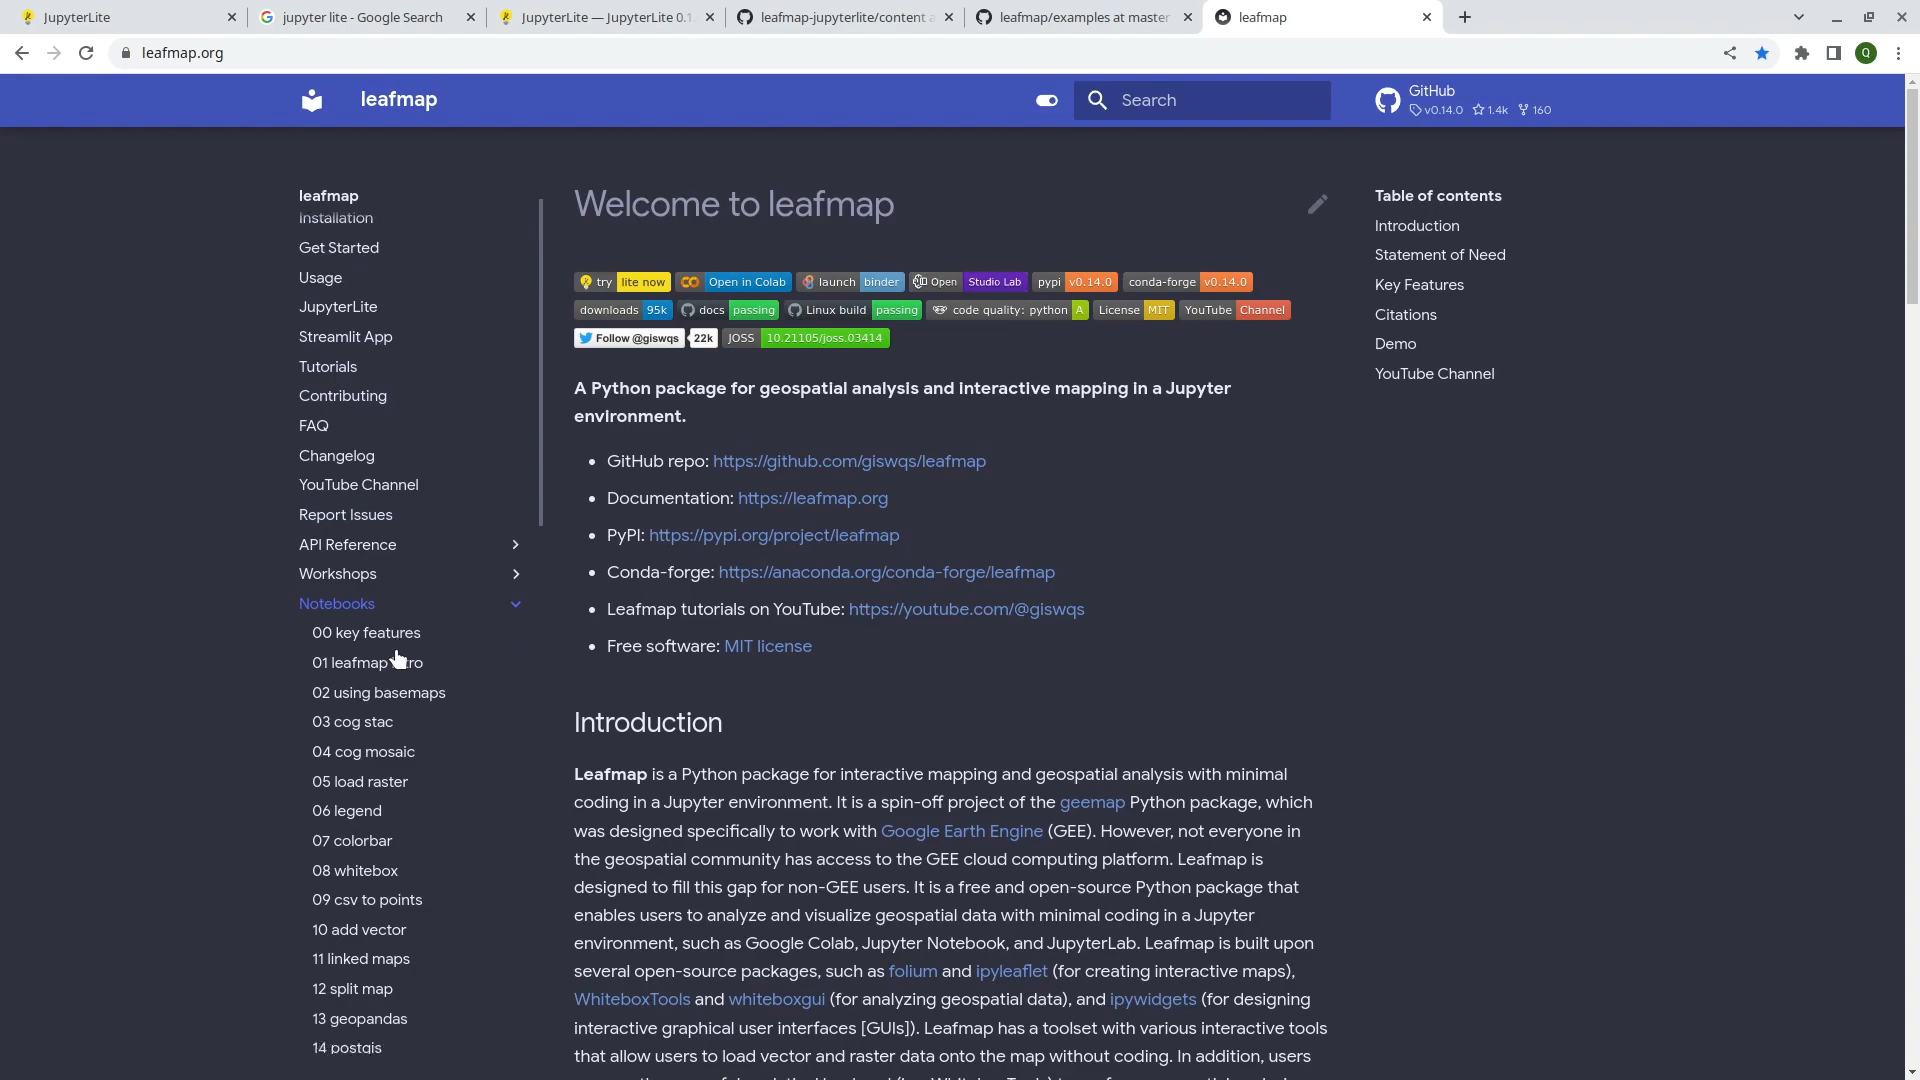 JupyterLite
jupyter lite - Google Search
JupyterLite — JupyterLite 0.1.
leafmap-jupyterlite/content a
leafmap/examples at master
leafmap
leafmap.org
Q
leafmap
Search
GitHub
v0.14.0 1.4k 160
leafmap
Installation
Get Started
Usage
JupyterLite
Streamlit App
Tutorials
Contributing
FAQ
Changelog
YouTube Channel
Report Issues
API Reference
Workshops
Notebooks
00 key features
01 leafmap tro
02 using basemaps
03 cog stac
04 cog mosaic
05 load raster
06 legend
07 colorbar
08 whitebox
09 csv to points
10 add vector
11 linked maps
12 split map
13 geopandas
14 postgis
Welcome to leafmap
try lite now Open in Colab launch binder Open Studio Lab pypi v0.14.0 conda-forge v0.14.0
downloads 95k docs passing Linux build passing code quality: python A License MIT YouTube Channel
Follow @giswqs 22k JOSS 10.21105/joss.03414
A Python package for geospatial analysis and interactive mapping in a Jupyter
environment.
GitHub repo: https://github.com/giswqs/leafmap
Documentation: https://leafmap.org
PyPI: https://pypi.org/project/leafmap
Conda-forge: https://anaconda.org/conda-forge/leafmap
Leafmap tutorials on YouTube: https://youtube.com/@giswqs
Free software: MIT license
Introduction
Leafmap is a Python package for interactive mapping and geospatial analysis with minimal
coding in a Jupyter environment. It is a spin-off project of the geemap Python package, which
was designed specifically to work with Google Earth Engine (GEE). However, not everyone in
the geospatial community has access to the GEE cloud computing platform. Leafmap is
designed to fill this gap for non-GEE users. It is a free and open-source Python package that
enables users to analyze and visualize geospatial data with minimal coding in a Jupyter
environment, such as Google Colab, Jupyter Notebook, and JupyterLab. Leafmap is built upon
several open-source packages, such as folium and ipyleaflet (for creating interactive maps),
WhiteboxTools and whiteboxgui (for analyzing geospatial data), and ipywidgets (for designing
interactive graphical user interfaces [GUIs]). Leafmap has a toolset with various interactive tools
that allow users to load vector and raster data onto the map without coding. In addition, users
Table of contents
Introduction
Statement of Need
Key Features
Citations
Demo
YouTube Channel